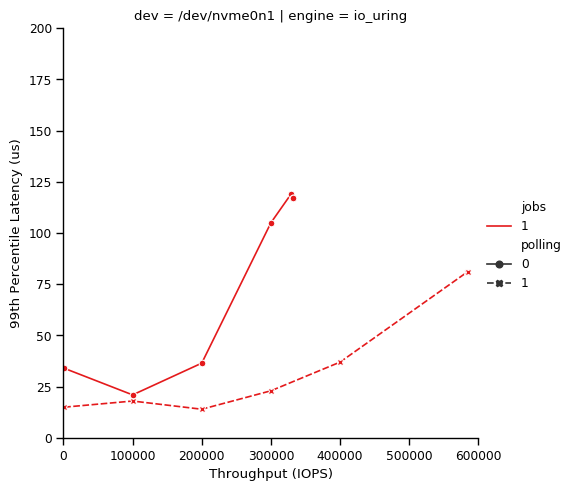 dev = /dev/nvme0n1 | engine = io_uring
200
175
150
125
100
75
50
25
0
99th Percentile Latency (us)
0 100000 200000 300000 400000 500000 600000
Throughput (IOPS)
jobs
1
polling
0
1